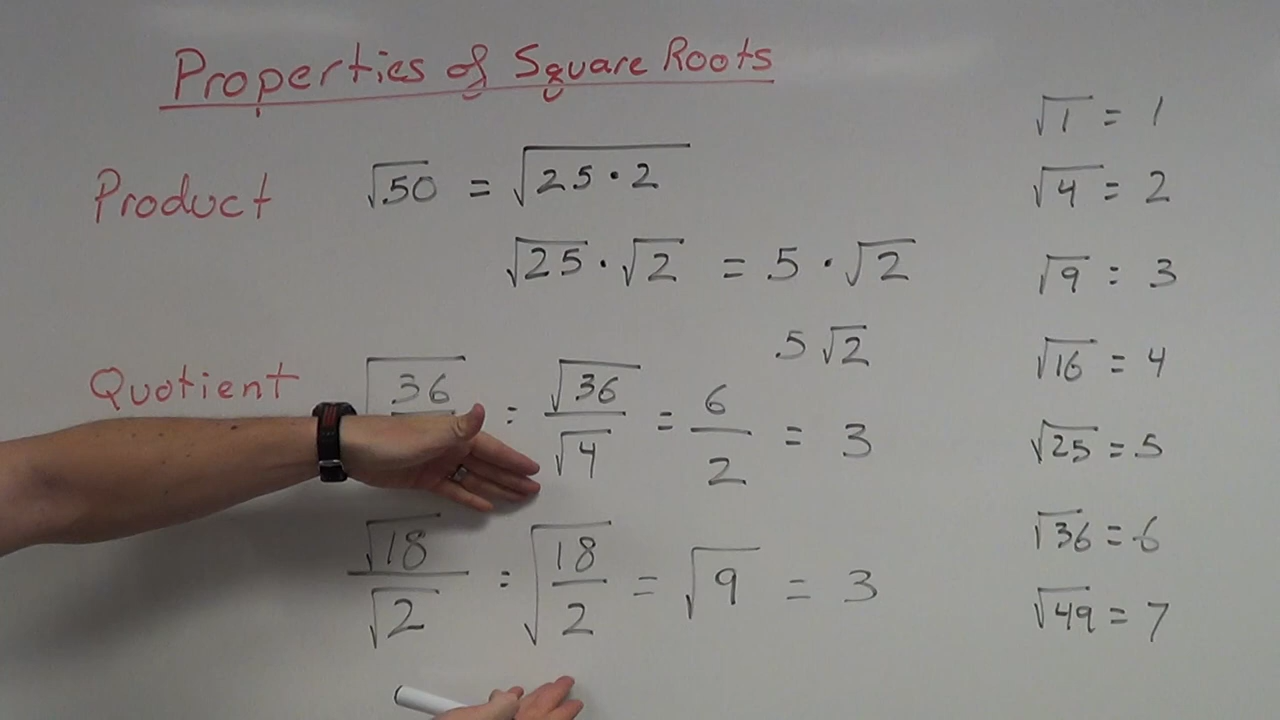 Properties of Square Roots
Product √50 = √25·2
√25 · √2 = 5 · √2
5√2
Quotient √36 = √36/√4 = 6/2 = 3
√18/√2 = √18/2 = √9 = 3
√1 = 1
√4 = 2
√9 = 3
√16 = 4
√25 = 5
√36 = 6
√49 = 7